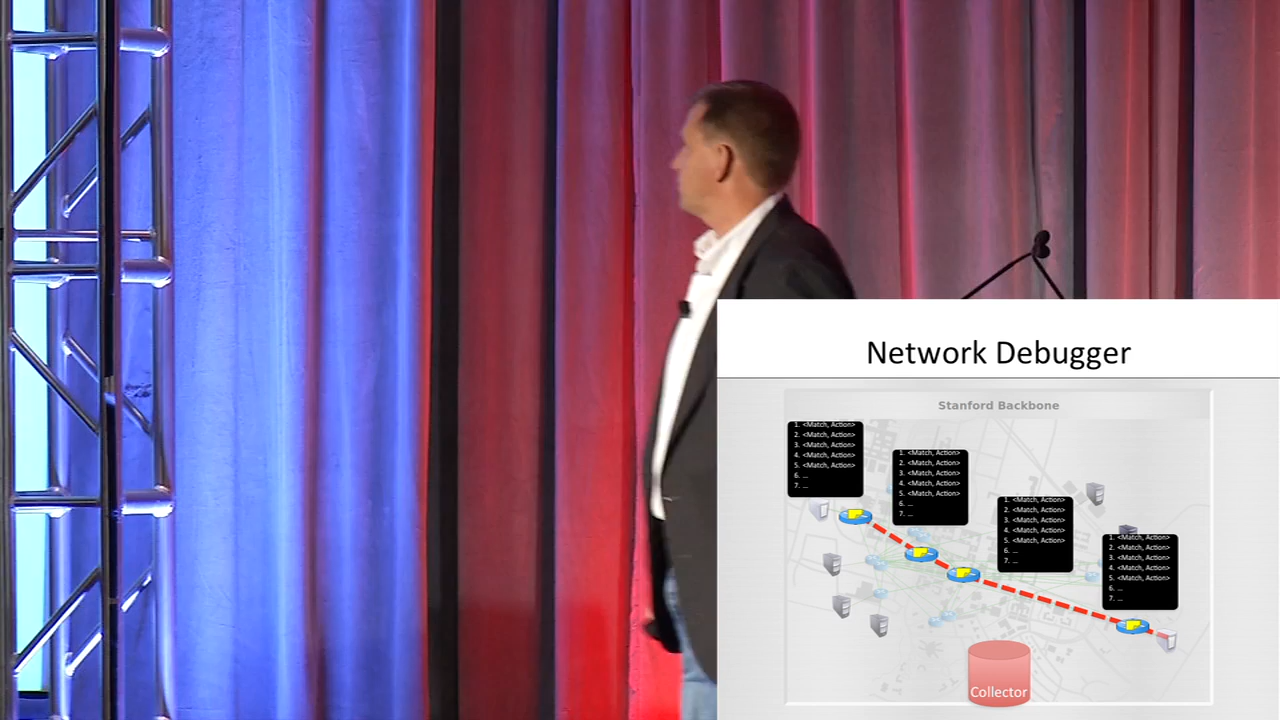 Network Debugger
Stanford Backbone
1. <Match, Action>
2. <Match, Action>
3. <Match, Action>
4. <Match, Action>
5. <Match, Action>
6. ...
7. ...
1. <Match, Action>
2. <Match, Action>
3. <Match, Action>
4. <Match, Action>
5. <Match, Action>
6. ...
7. ...
1. <Match, Action>
2. <Match, Action>
3. <Match, Action>
4. <Match, Action>
5. <Match, Action>
6. ...
7. ...
1. <Match, Action>
2. <Match, Action>
3. <Match, Action>
4. <Match, Action>
5. <Match, Action>
6. ...
7. ...
Collector